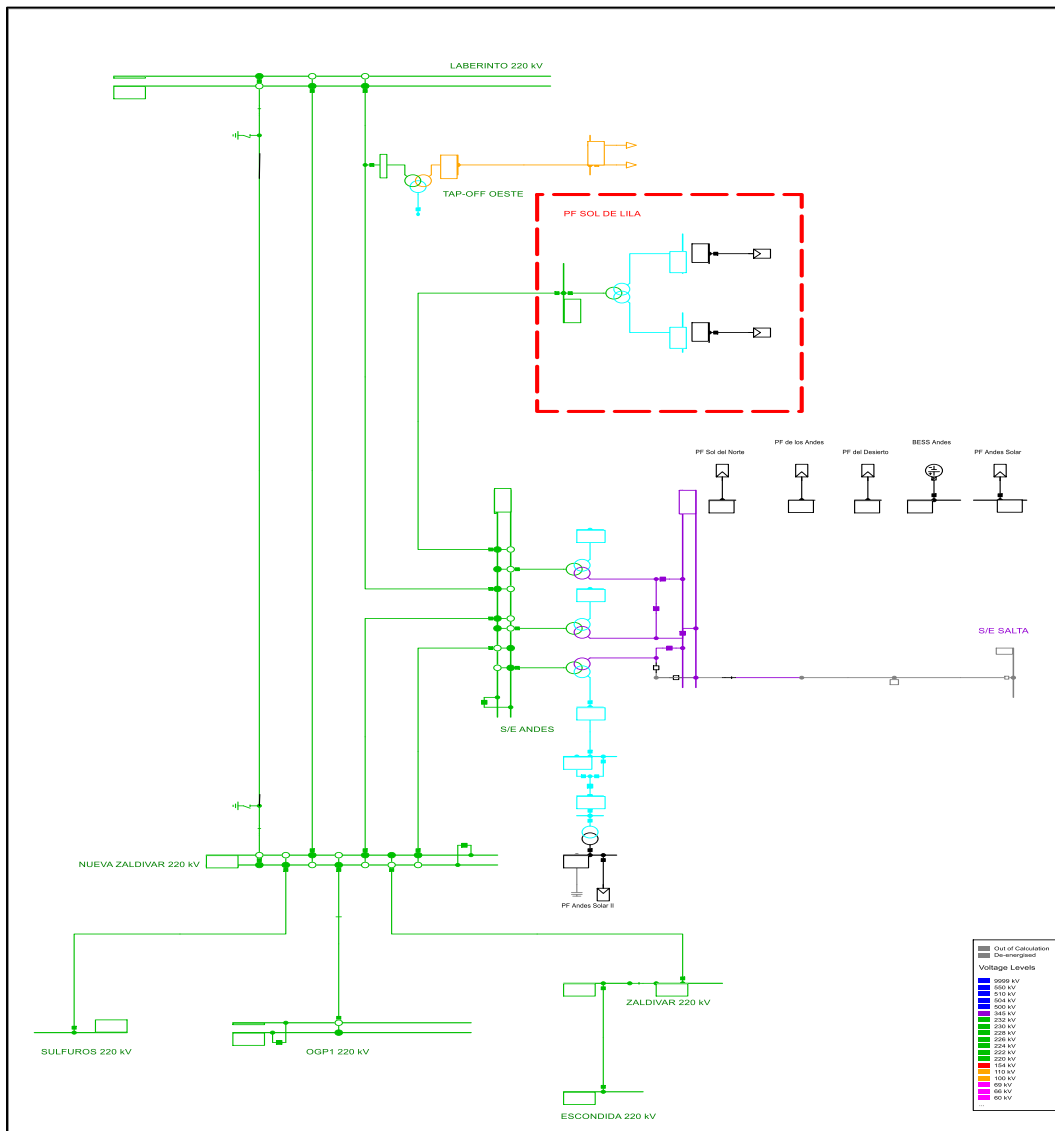 LABERINTO 220 kV
TAP-OFF OESTE
PF SOL DE LILA
PF de los Andes
BESS Andes
PF Sol del Norte
PF del Desierto
PF Andes Solar
S/E SALTA
S/E ANDES
NUEVA ZALDIVAR 220 kV
PF Andes Solar II
ZALDIVAR 220 kV
SULFUROS 220 kV
OGP1 220 kV
ESCONDIDA 220 kV
Out of Calculation
De-energised
Voltage Levels
9999 kV
550 kV
510 kV
504 kV
500 kV
345 kV
232 kV
230 kV
228 kV
226 kV
224 kV
222 kV
220 kV
154 kV
110 kV
100 kV
69 kV
66 kV
60 kV
...